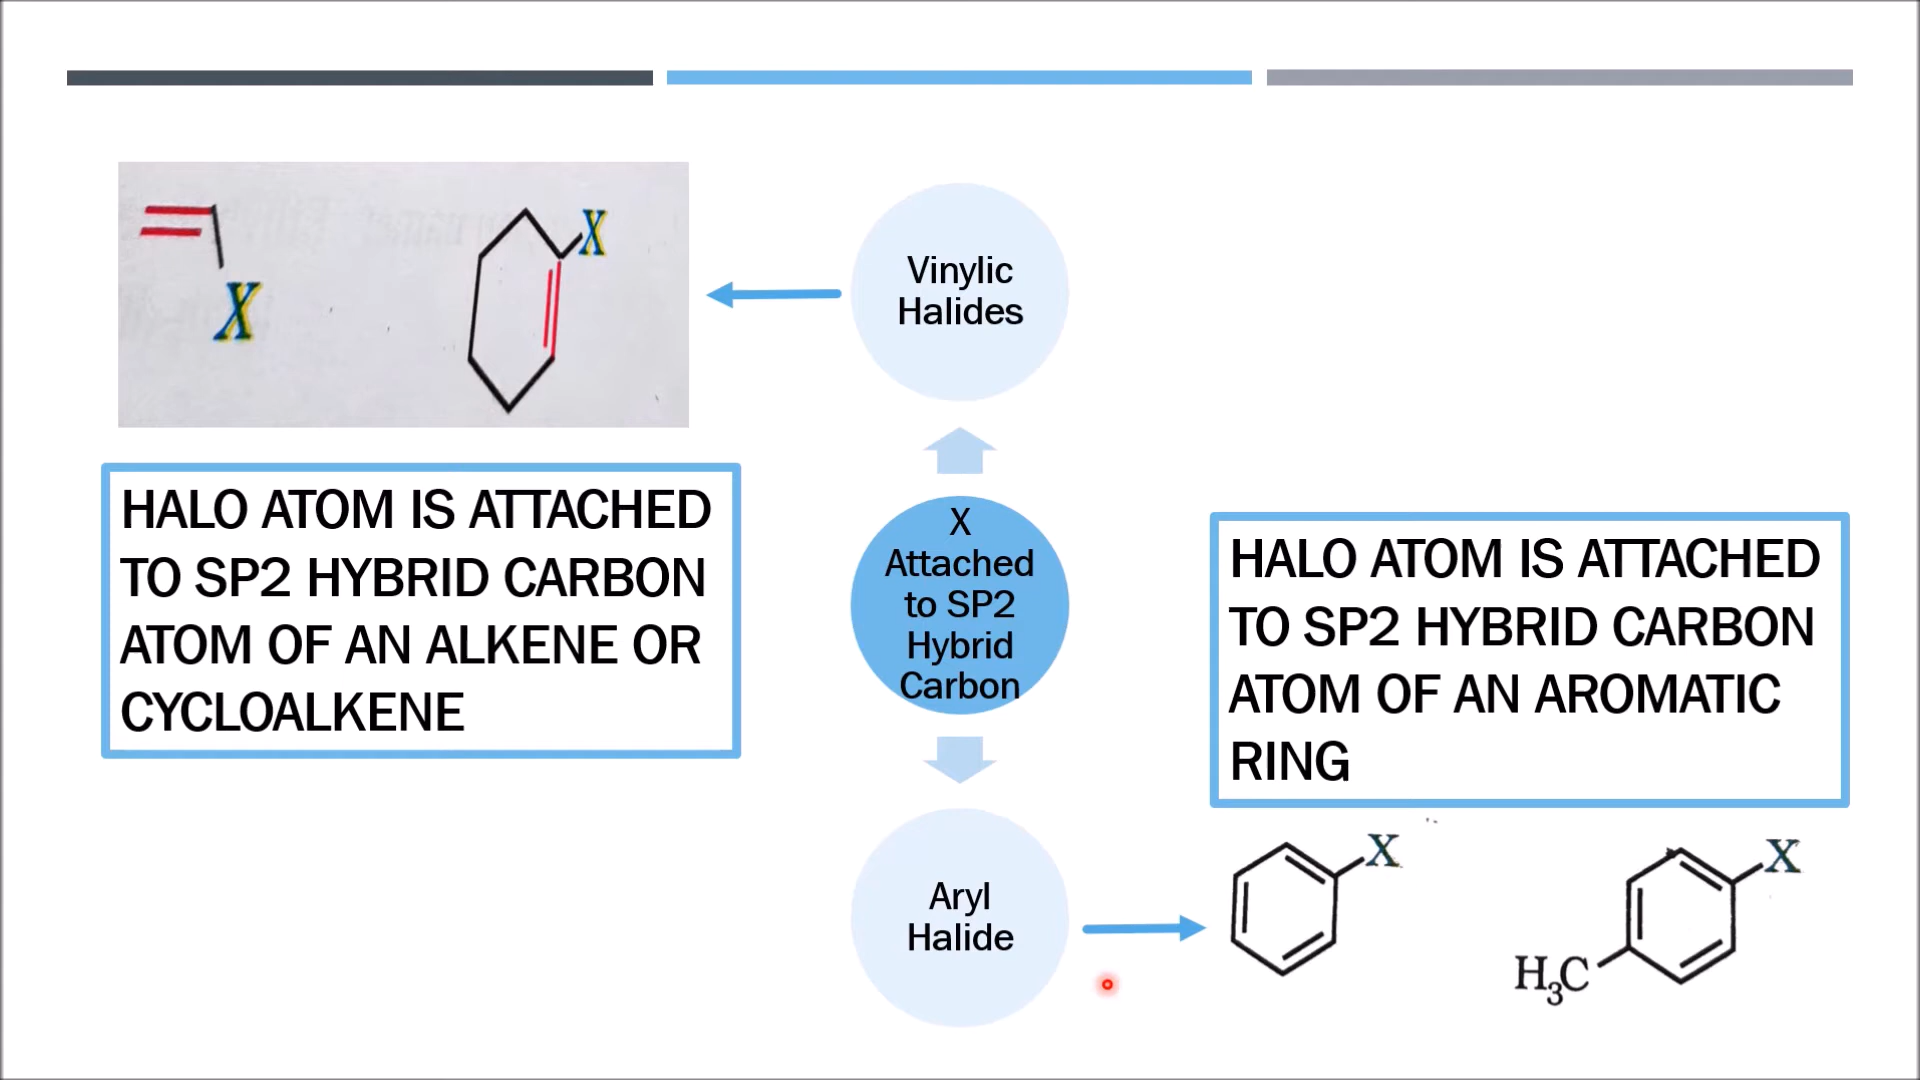 X
X
Vinylic
Halides
HALO ATOM IS ATTACHED
TO SP2 HYBRID CARBON
ATOM OF AN ALKENE OR
CYCLOALKENE
X
Attached
to SP2
Hybrid
Carbon
HALO ATOM IS ATTACHED
TO SP2 HYBRID CARBON
ATOM OF AN AROMATIC
RING
Aryl
Halide
X
X
H3C